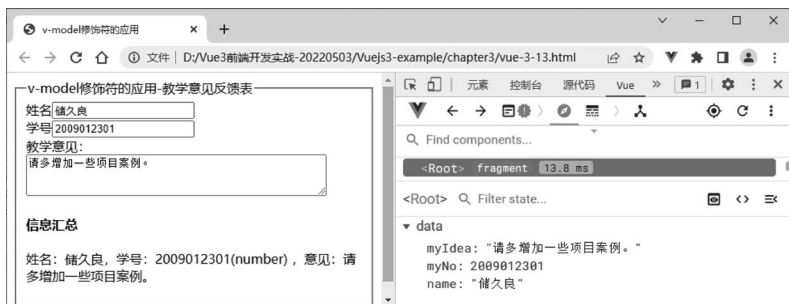 v-model修饰符的应用
文件 D:/Vue3前端开发实战-20220503/Vuejs3-example/chapter3/vue-3-13.html
v-model修饰符的应用-教学意见反馈表
姓名 储久良
学号 2009012301
教学意见：
请多增加一些项目案例。
信息汇总
姓名：储久良，学号：2009012301(number) ，意见：请
多增加一些项目案例。
元素 控制台 源代码 Vue » 1
Find components...
<Root> fragment 13.8 ms
<Root> Filter state...
data
myIdea: "请多增加一些项目案例。"
myNo: 2009012301
name: "储久良"